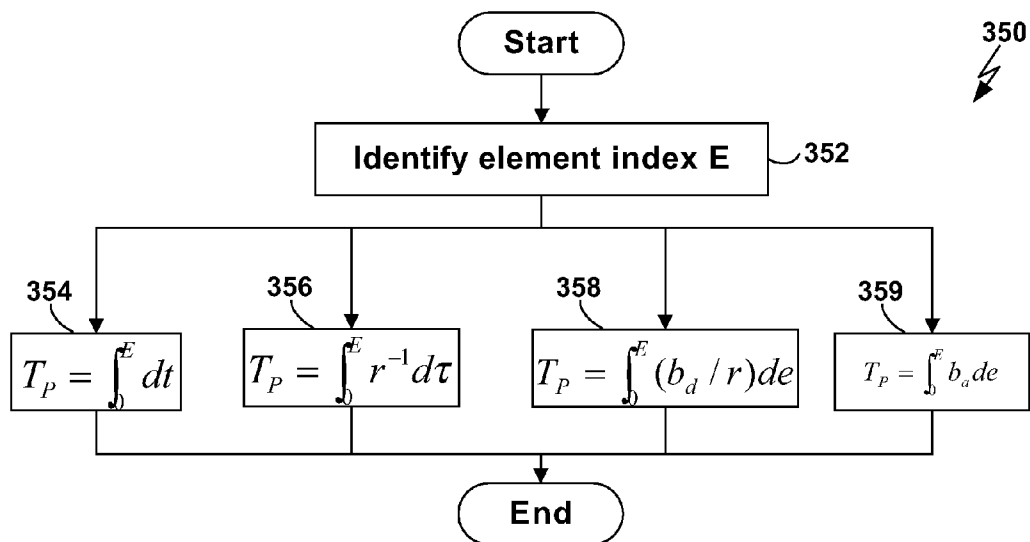 Start
350
Identify element index E
352
354
356
358
359
T_P = ∫_0^E dt
T_P = ∫_0^E r^{-1} dτ
T_P = ∫_0^E (b_d / r) de
T_P = ∫_0^E b_a de
End